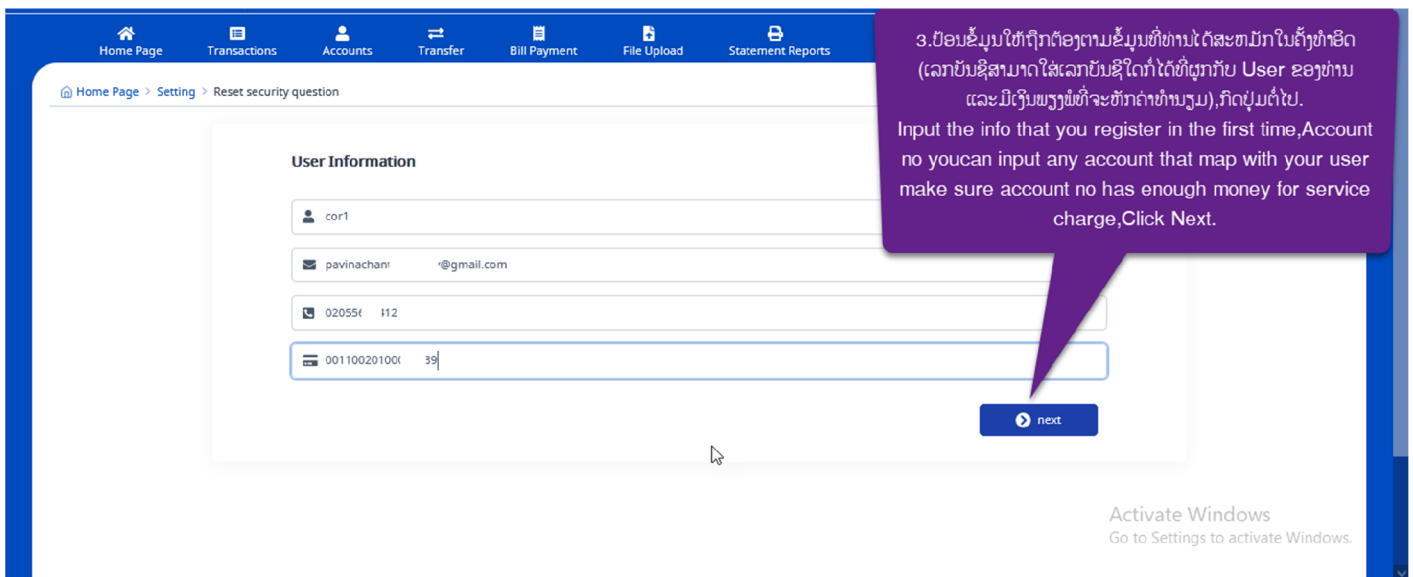 Home Page Transactions Accounts Transfer Bill Payment File Upload Statement Reports
Home Page > Setting > Reset security question
3.ປ້ອນຂໍ້ມູນໃຫ້ຖືກຕ້ອງຕາມຂໍ້ມູນທີ່ທ່ານໄດ້ສະຫມັກໃນຄັ້ງທໍາອິດ
(ເລກບັນຊີສາມາດໃສ່ເລກບັນຊີໃດກໍ່ໄດ້ທີ່ຜູກກັບ User ຂອງທ່ານ
ແລະມີເງິນພຽງພໍທີ່ຈະຫັກຄ່າທໍານຽມ),ກົດປຸ່ມຕໍ່ໄປ.
Input the info that you register in the first time,Account
no youcan input any account that map with your user
make sure account no has enough money for service
charge,Click Next.
User Information
cor1
pavinachan @gmail.com
02055 12
00110020100 39
next
Activate Windows
Go to Settings to activate Windows.